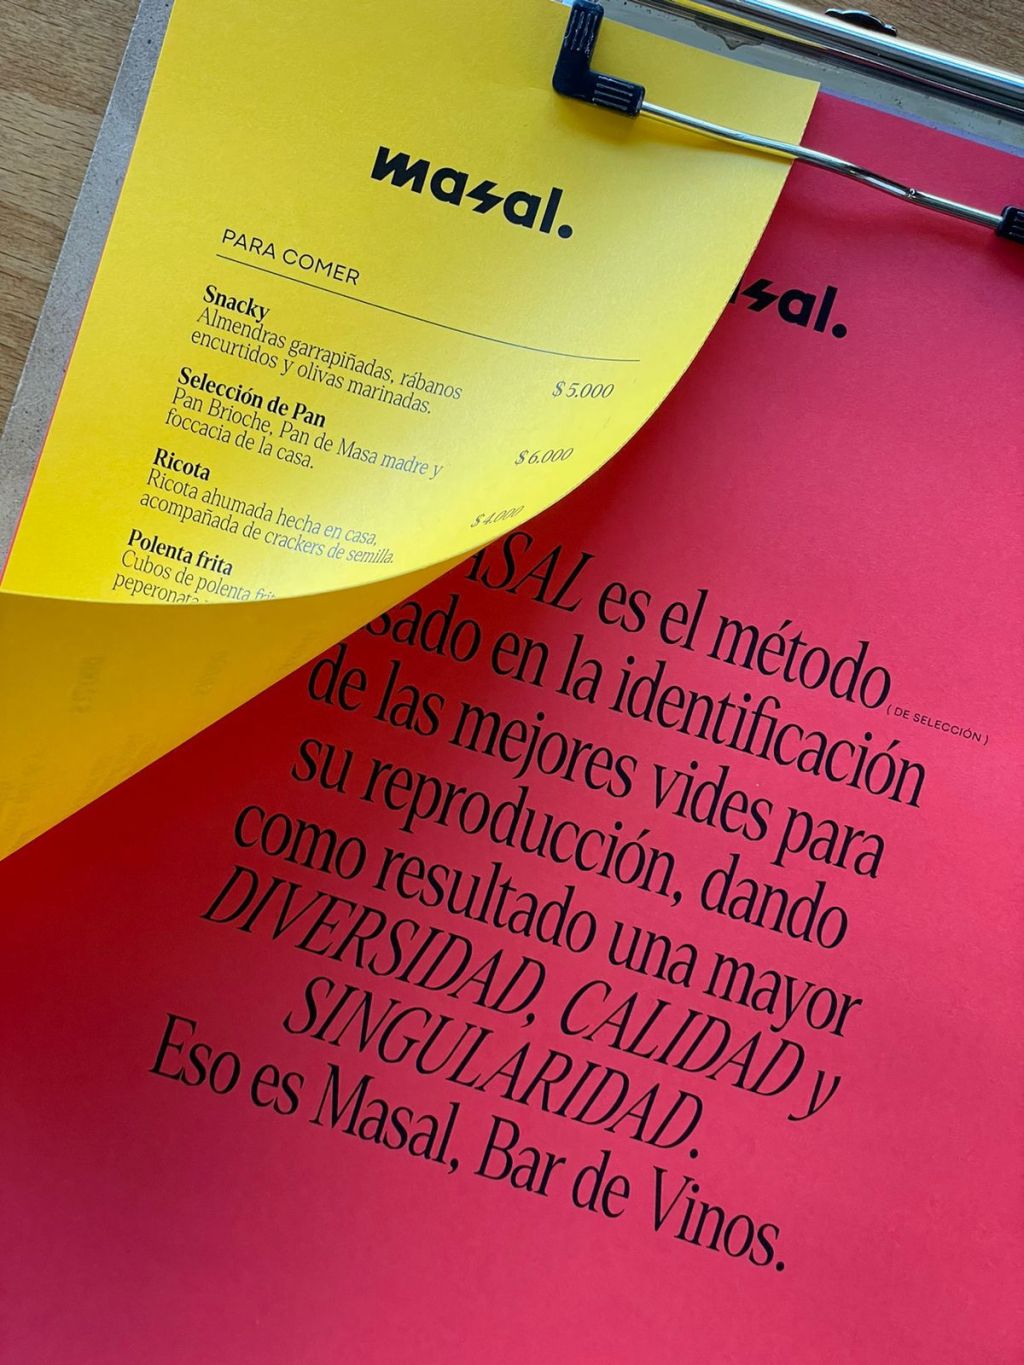 masal.
PARA COMER
Snacky
Almendras garrapiñadas, rábanos
encurtidos y olivas marinadas.
$5.000
Selección de Pan
Pan Brioche, Pan de Masa madre y
foccacia de la casa.
$6.000
Ricota
Ricota ahumada hecha en casa,
acompañada de crackers de semilla.
$4.000
Polenta frita
Cubos de polenta frita
peperonata
sal.
ASAL es el método
(DE SELECCIÓN)
sado en la identificación
de las mejores vides para
su reproducción, dando
como resultado una mayor
DIVERSIDAD, CALIDAD y
SINGULARIDAD.
Eso es Masal, Bar de Vinos.